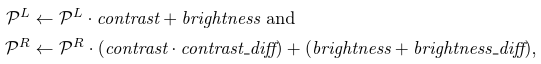 𝒫^L ← 𝒫^L · contrast + brightness and
𝒫^R ← 𝒫^R · (contrast · contrast_diff) + (brightness + brightness_diff),